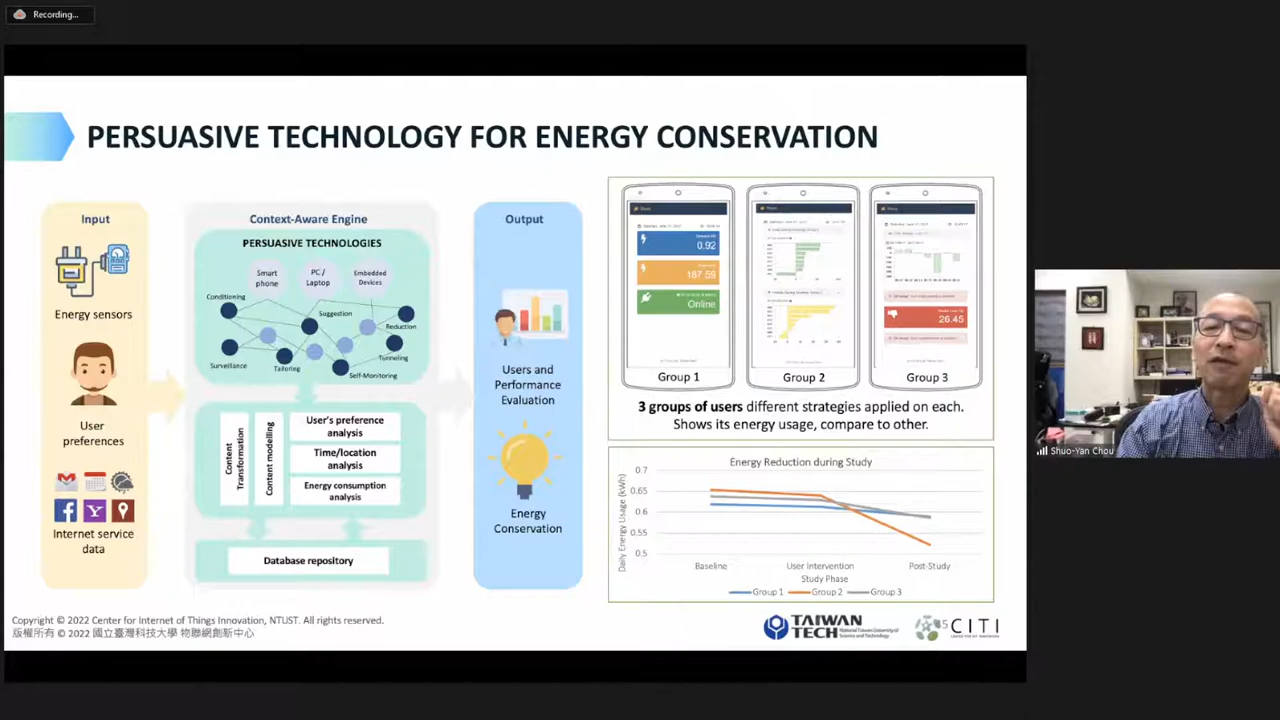 Recording...
PERSUASIVE TECHNOLOGY FOR ENERGY CONSERVATION
Input
Energy sensors
User
preferences
Internet service
data
Context-Aware Engine
PERSUASIVE TECHNOLOGIES
Smart
phone
PC /
Laptop
Embedded
Devices
Conditioning
Suggestion
Reduction
Surveillance
Tailoring
Tunneling
Self-Monitoring
Content
Transformation
Content modelling
User's preference
analysis
Time/location
analysis
Energy consumption
analysis
Database repository
Output
Users and
Performance
Evaluation
Energy
Conservation
0.92
187.59
Online
Group 1
Group 2
26.45
Group 3
3 groups of users different strategies applied on each.
Shows its energy usage, compare to other.
Energy Reduction during Study
Daily Energy Usage (kWh)
0.7
0.65
0.6
0.55
0.5
Baseline
User Intervention
Post-Study
Study Phase
Group 1
Group 2
Group 3
Shuo-Yan Chou
Copyright © 2022 Center for Internet of Things Innovation, NTUST. All rights reserved.
版權所有 © 2022 國立臺灣科技大學 物聯網創新中心
TAIWAN
TECH
National Taiwan University of
Science and Technology
5
CITI